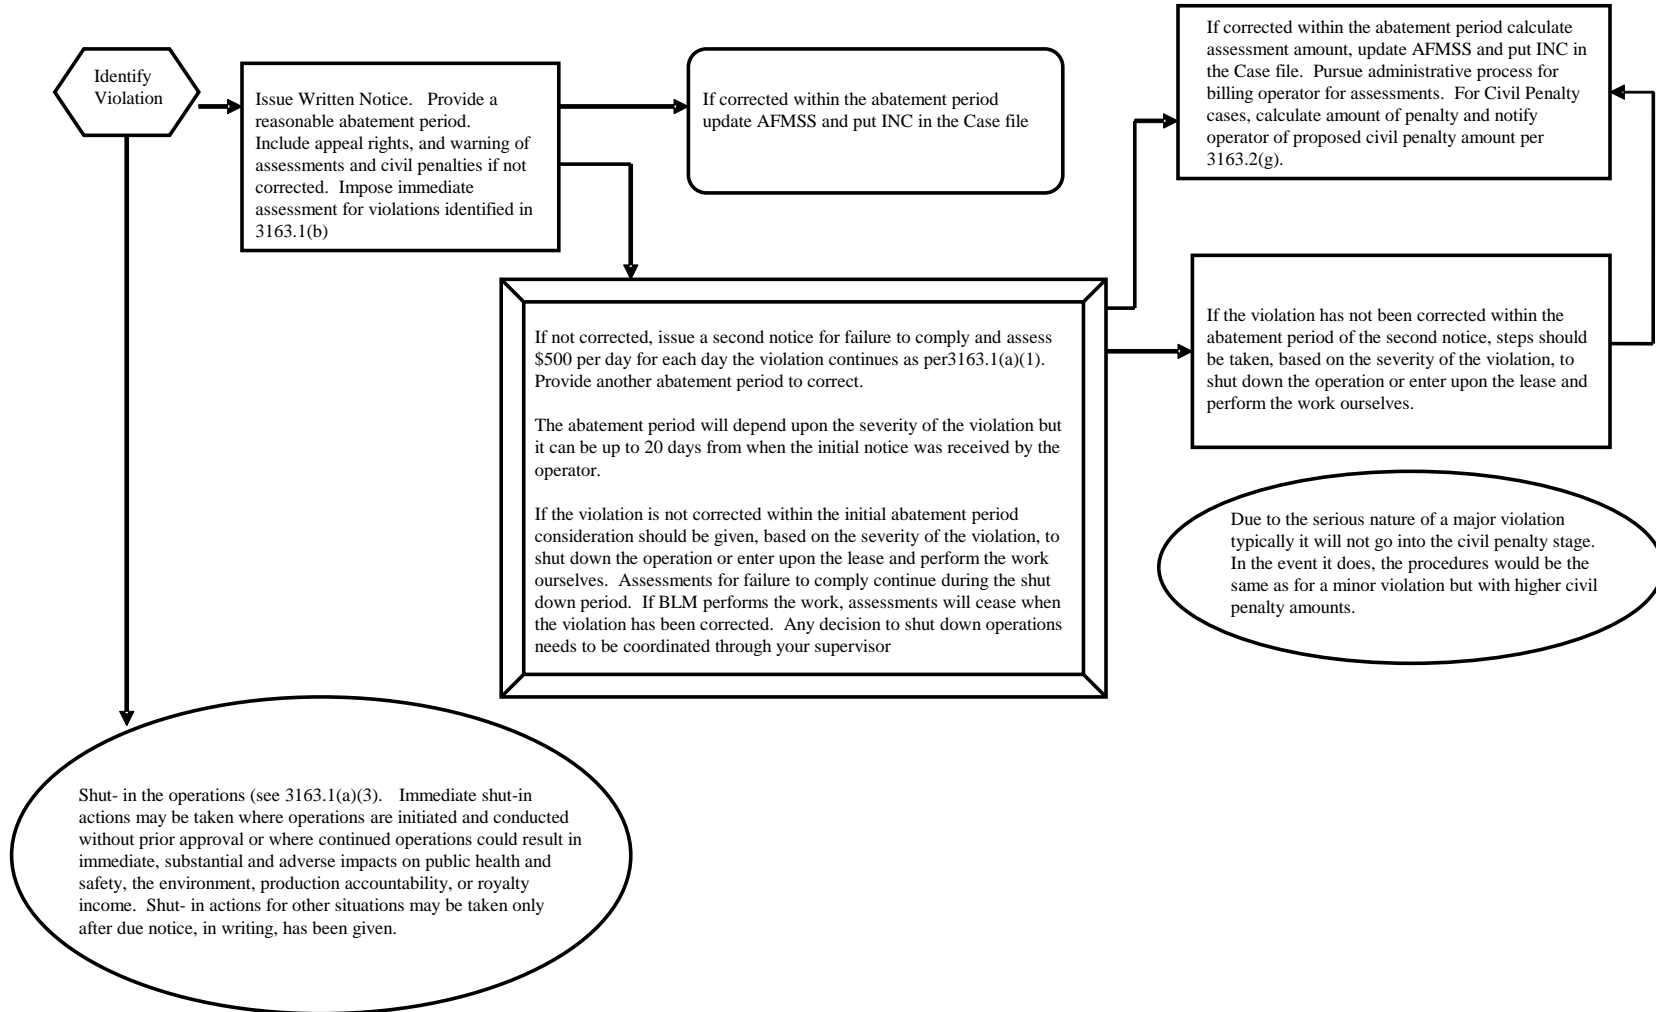 Identify
Violation
Issue Written Notice. Provide a
reasonable abatement period.
Include appeal rights, and warning of
assessments and civil penalties if not
corrected. Impose immediate
assessment for violations identified in
3163.1(b)
If corrected within the abatement period
update AFMSS and put INC in the Case file
If corrected within the abatement period calculate
assessment amount, update AFMSS and put INC in
the Case file. Pursue administrative process for
billing operator for assessments. For Civil Penalty
cases, calculate amount of penalty and notify
operator of proposed civil penalty amount per
3163.2(g).
If not corrected, issue a second notice for failure to comply and assess
$500 per day for each day the violation continues as per3163.1(a)(1).
Provide another abatement period to correct.
The abatement period will depend upon the severity of the violation but
it can be up to 20 days from when the initial notice was received by the
operator.
If the violation is not corrected within the initial abatement period
consideration should be given, based on the severity of the violation, to
shut down the operation or enter upon the lease and perform the work
ourselves. Assessments for failure to comply continue during the shut
down period. If BLM performs the work, assessments will cease when
the violation has been corrected. Any decision to shut down operations
needs to be coordinated through your supervisor
If the violation has not been corrected within the
abatement period of the second notice, steps should
be taken, based on the severity of the violation, to
shut down the operation or enter upon the lease and
perform the work ourselves.
Due to the serious nature of a major violation
typically it will not go into the civil penalty stage.
In the event it does, the procedures would be the
same as for a minor violation but with higher civil
penalty amounts.
Shut- in the operations (see 3163.1(a)(3). Immediate shut-in
actions may be taken where operations are initiated and conducted
without prior approval or where continued operations could result in
immediate, substantial and adverse impacts on public health and
safety, the environment, production accountability, or royalty
income. Shut- in actions for other situations may be taken only
after due notice, in writing, has been given.